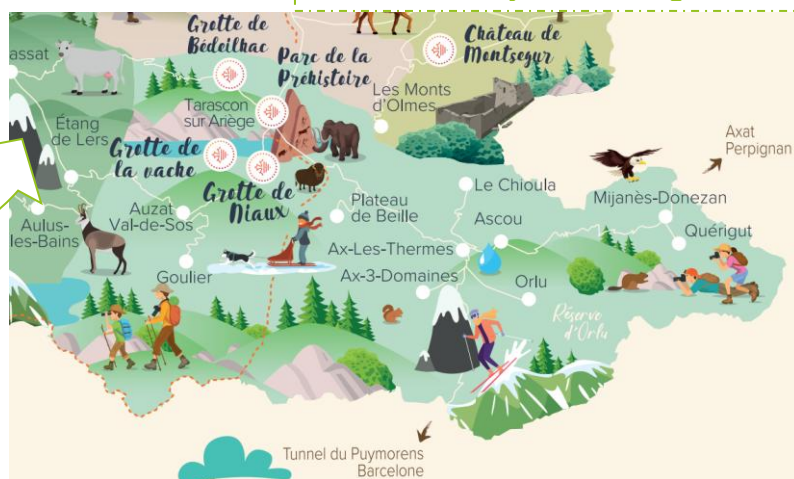 Grotte de
Bédeilhac
Parc de la
Préhistoire
Château de
Montsegur
assat
Les Monts
d'Olmes
Tarascon
sur Ariège
Étang
de Lers
Axat
Perpignan
Grotte de
la vache
Grotte de
Niaux
Le Chioula
Mijanès-Donezan
Plateau
de Beille
Auzat
Val-de-Sos
Aulus-
les-Bains
Ascou
Quérigut
Ax-Les-Thermes
Goulier
Ax-3-Domaines
Orlu
Réserve
d'Orlu
Tunnel du Puymorens
Barcelone